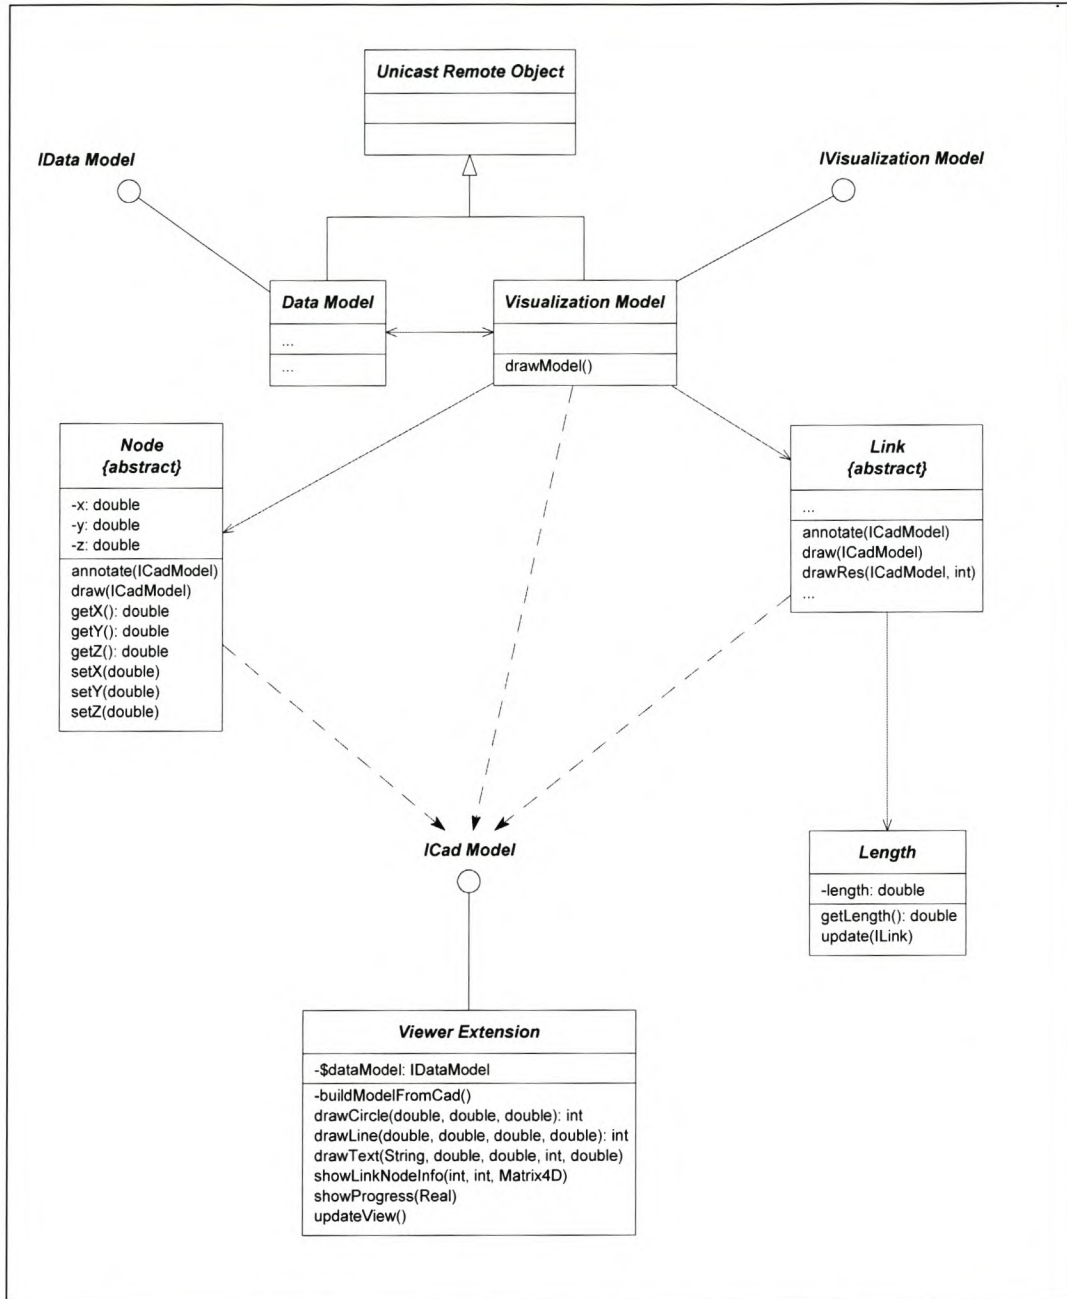 Unicast Remote Object
IData Model
IVisualization Model
Data Model
...
...
Visualization Model
drawModel()
Node
{abstract}
-x: double
-y: double
-z: double
annotate(ICadModel)
draw(ICadModel)
getX(): double
getY(): double
getZ(): double
setX(double)
setY(double)
setZ(double)
Link
{abstract}
...
annotate(ICadModel)
draw(ICadModel)
drawRes(ICadModel, int)
...
ICad Model
Length
-length: double
getLength(): double
update(ILink)
Viewer Extension
-$dataModel: IDataModel
-buildModelFromCad()
drawCircle(double, double, double): int
drawLine(double, double, double, double): int
drawText(String, double, double, int, double)
showLinkNodeInfo(int, int, Matrix4D)
showProgress(Real)
updateView()